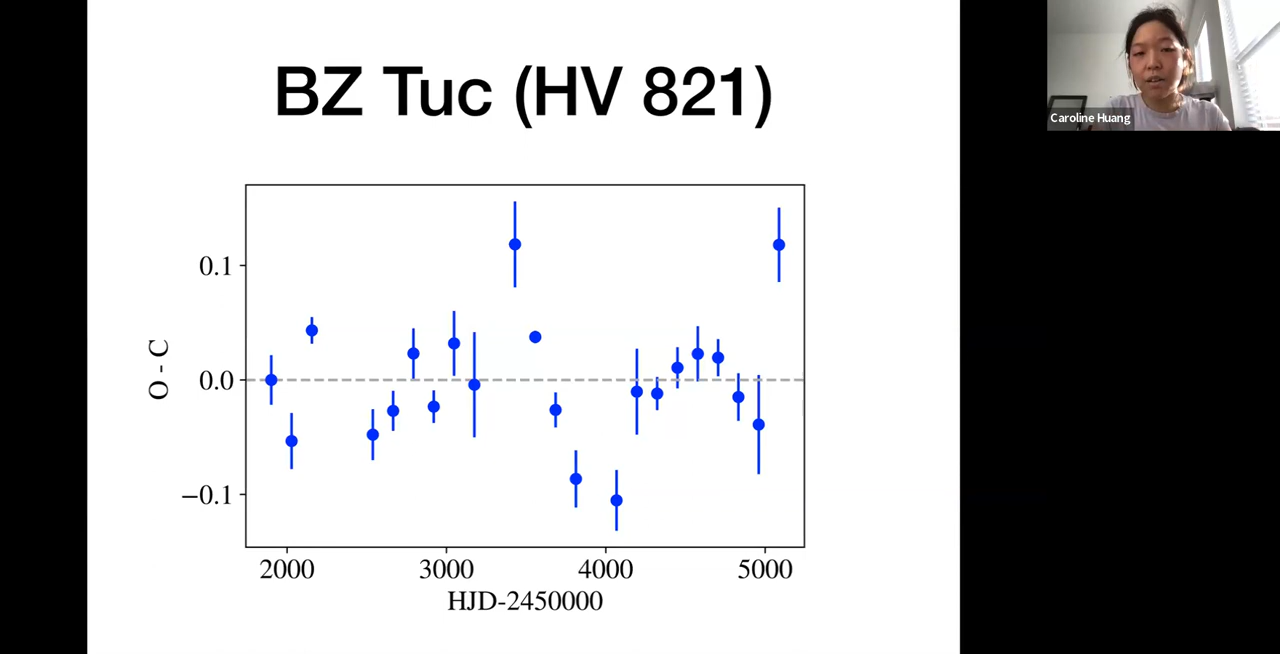 BZ Tuc (HV 821)
Caroline Huang
0.1
0.0
−0.1
O - C
2000 3000 4000 5000
HJD-2450000